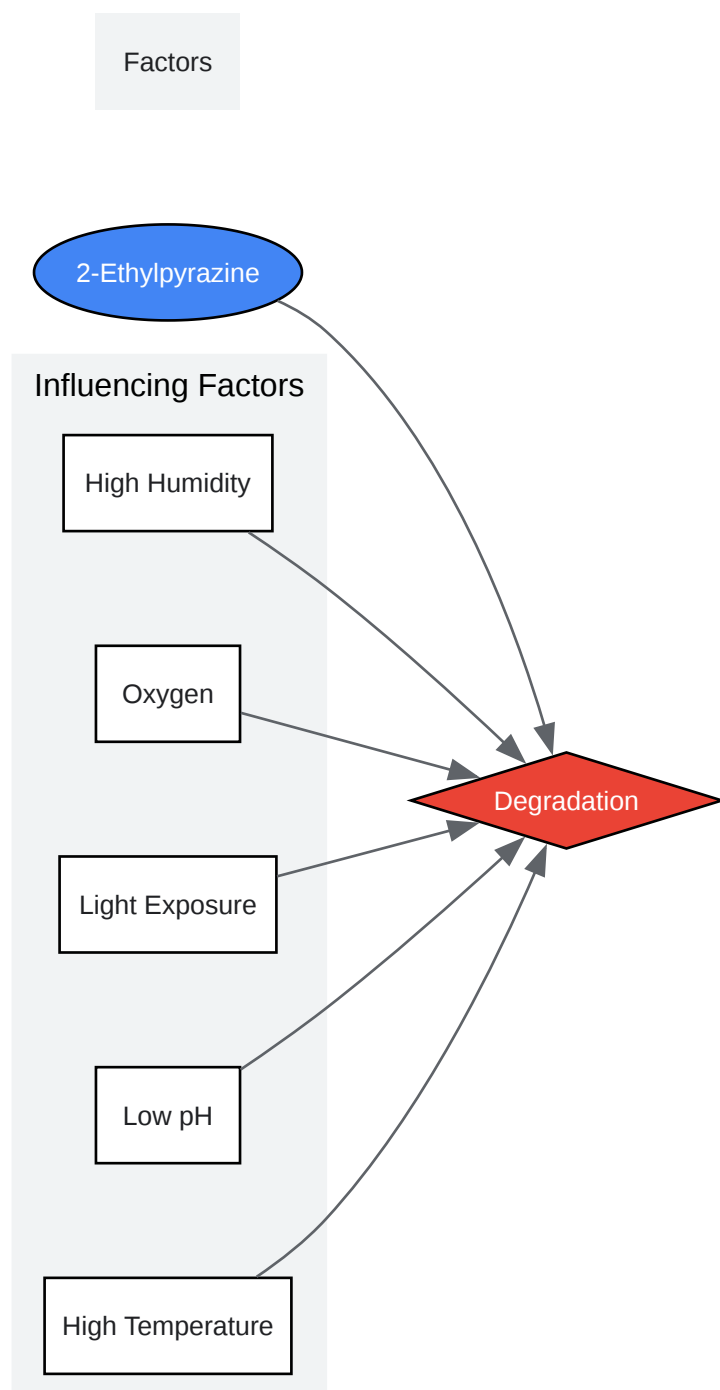 Factors
2-Ethylpyrazine
Influencing Factors
High Humidity
Oxygen
Degradation
Light Exposure
Low pH
High Temperature